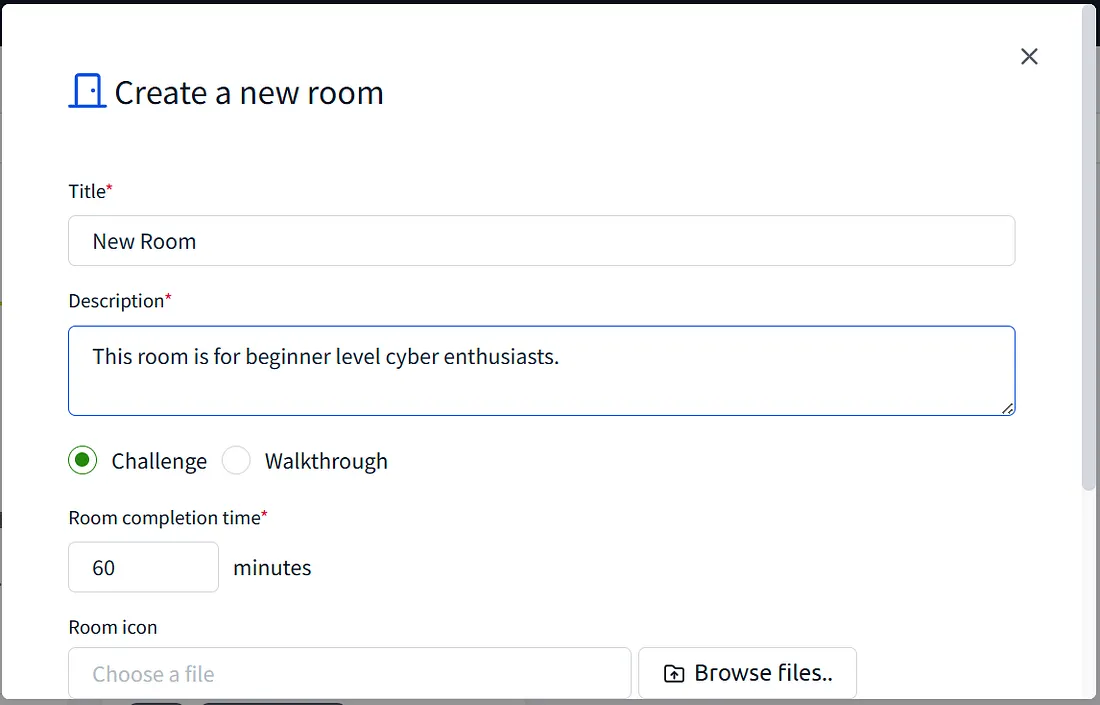 Create a new room
Title*
New Room
Description*
This room is for beginner level cyber enthusiasts.
Challenge Walkthrough
Room completion time*
60 minutes
Room icon
Choose a file Browse files..